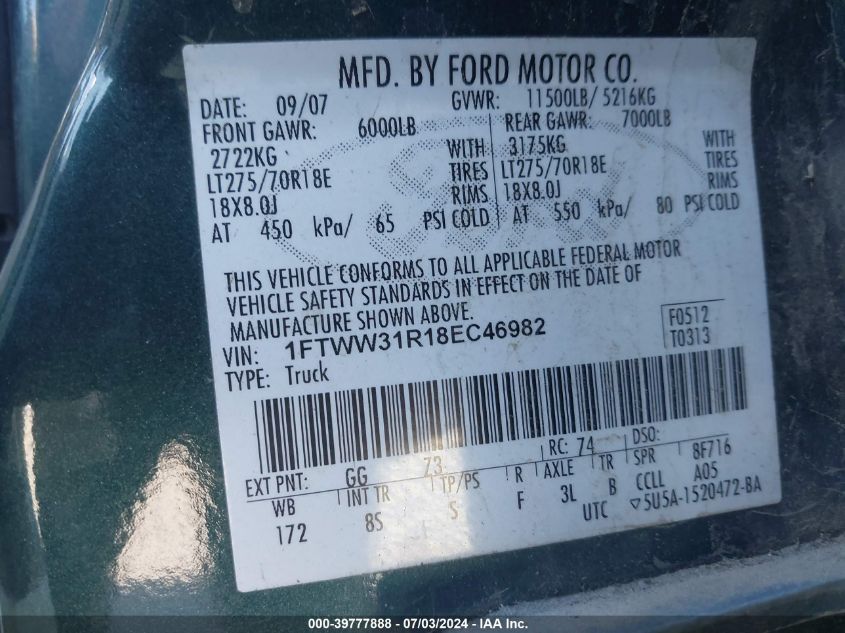 MFD. BY FORD MOTOR CO.
DATE: 09/07 GVWR: 11500LB/ 5216KG
FRONT GAWR: 6000LB REAR GAWR: 7000LB
2722KG WITH 3175KG WITH
LT275/70R18E TIRES LT275/70R18E TIRES
18X8.0J RIMS 18X8.0J RIMS
AT 450 kPa/ 65 PSI COLD AT 550 kPa/ 80 PSI COLD
THIS VEHICLE CONFORMS TO ALL APPLICABLE FEDERAL MOTOR
VEHICLE SAFETY STANDARDS IN EFFECT ON THE DATE OF
MANUFACTURE SHOWN ABOVE.
VIN: 1FTWW31R18EC46982 F0512
TYPE: Truck T0313
EXT PNT: GG 73 RC: 74 DSO:
WB INT TR TP/PS R AXLE TR SPR 8F716
172 8S S F 3L B CCLL A05
UTC ▽5U5A-1520472-BA
000-39777888 - 07/03/2024 - IAAI.COM